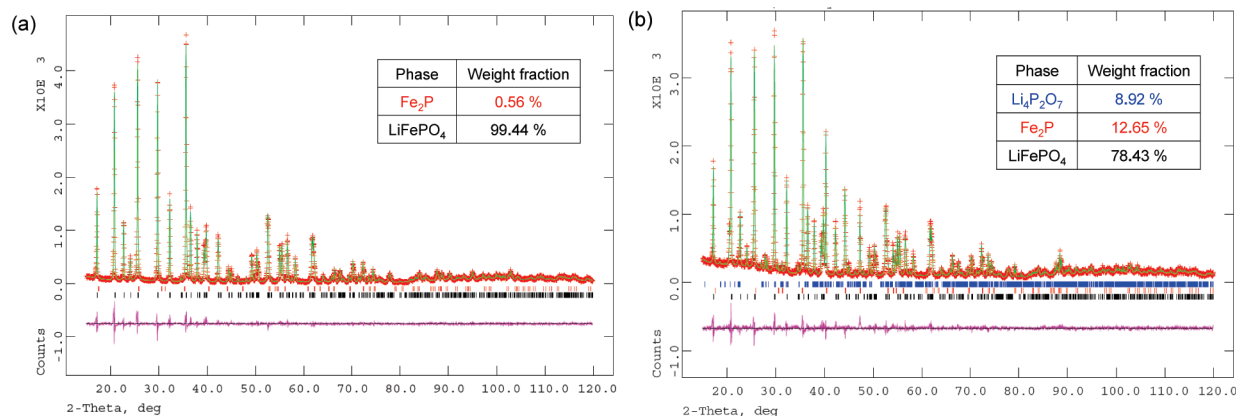 (a)
X10E 3
4.0
3.0
2.0
1.0
0.0
-1.0
Counts
Phase Weight fraction
Fe₂P 0.56 %
LiFePO₄ 99.44 %
20.0 30.0 40.0 50.0 60.0 70.0 80.0 90.0 100.0 110.0 120.0
2-Theta, deg
(b)
X10E 3
3.0
2.0
1.0
0.0
-1.0
Counts
Phase Weight fraction
Li₄P₂O₇ 8.92 %
Fe₂P 12.65 %
LiFePO₄ 78.43 %
20.0 30.0 40.0 50.0 60.0 70.0 80.0 90.0 100.0 110.0 120.0
2-Theta, deg